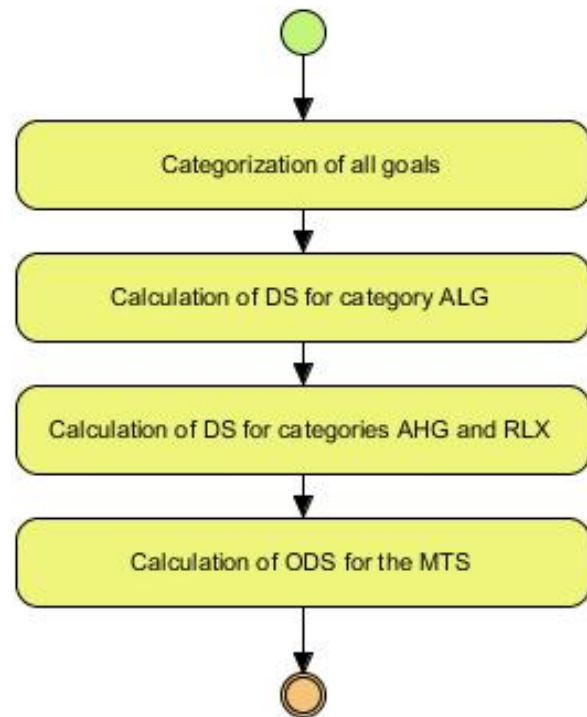 Categorization of all goals
Calculation of DS for category ALG
Calculation of DS for categories AHG and RLX
Calculation of ODS for the MTS